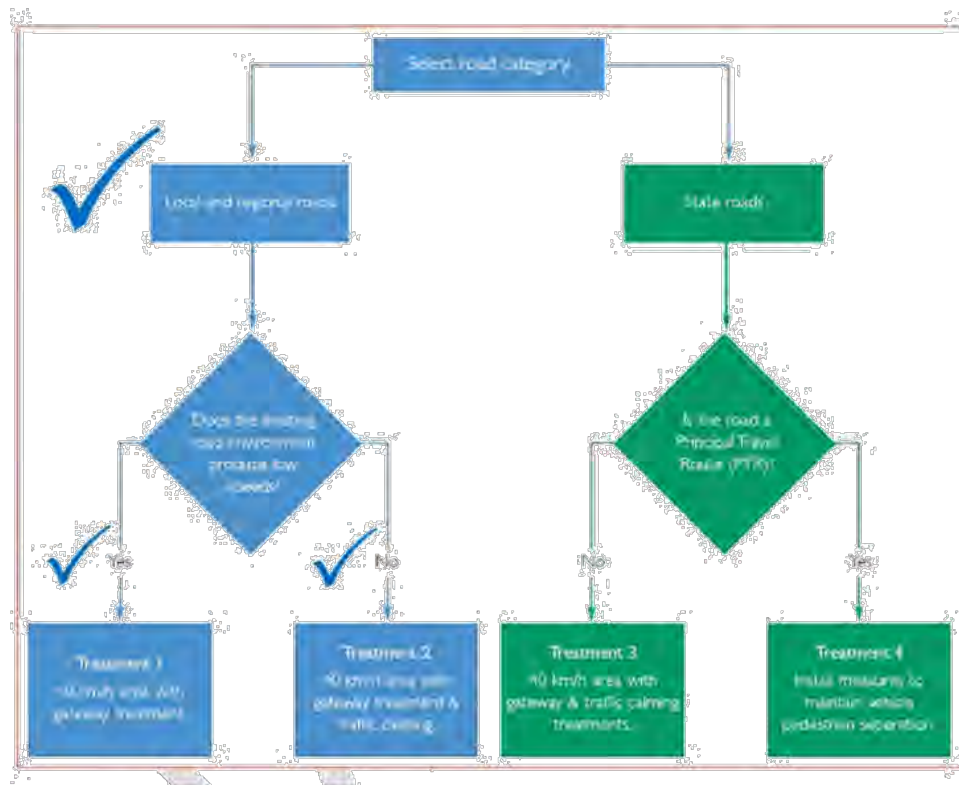 Select road category
Local and regional roads
State roads
Does the existing
road environment
produce low
speeds?
Is the road a
Principal Travel
Route (PTR)?
Yes
No
No
Yes
Treatment 1
40 km/h area with
gateway treatment
Treatment 2
40 km/h area with
gateway treatment &
traffic calming
Treatment 3
40 km/h area with
gateway & traffic calming
treatments.
Treatment 4
Install measures to
maintain vehicle
pedestrian separation